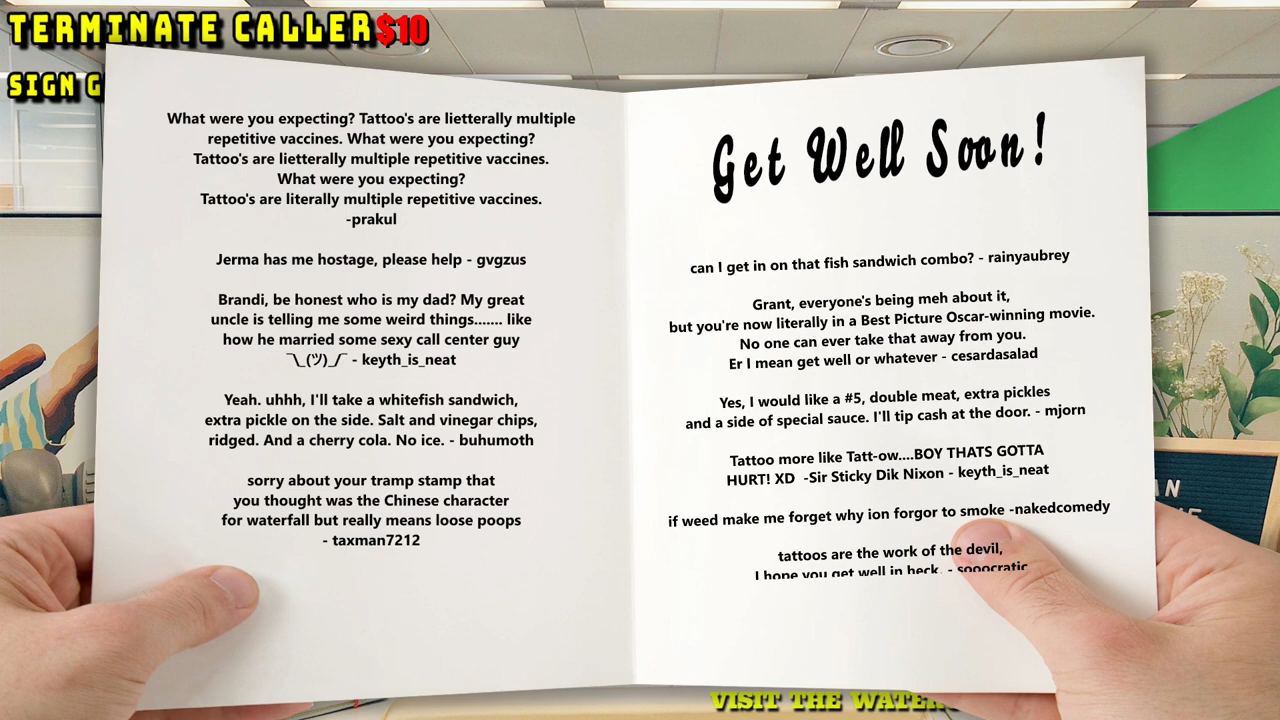 TERMINATE CALLER$10
SIGN G
What were you expecting? Tattoo's are lietterally multiple
repetitive vaccines. What were you expecting?
Tattoo's are lietterally multiple repetitive vaccines.
What were you expecting?
Tattoo's are literally multiple repetitive vaccines.
-prakul
Jerma has me hostage, please help - gvgzus
Brandi, be honest who is my dad? My great
uncle is telling me some weird things....... like
how he married some sexy call center guy
¯\_(ツ)_/¯ - keyth_is_neat
Yeah. uhhh, I'll take a whitefish sandwich,
extra pickle on the side. Salt and vinegar chips,
ridged. And a cherry cola. No ice. - buhumoth
sorry about your tramp stamp that
you thought was the Chinese character
for waterfall but really means loose poops
- taxman7212
Get Well Soon!
can I get in on that fish sandwich combo? - rainyaubrey
Grant, everyone's being meh about it,
but you're now literally in a Best Picture Oscar-winning movie.
No one can ever take that away from you.
Er I mean get well or whatever - cesardasalad
Yes, I would like a #5, double meat, extra pickles
and a side of special sauce. I'll tip cash at the door. - mjorn
Tattoo more like Tatt-ow....BOY THATS GOTTA
HURT! XD  -Sir Sticky Dik Nixon - keyth_is_neat
if weed make me forget why ion forgor to smoke -nakedcomedy
tattoos are the work of the devil,
I hope you get well in heck. - sooocratic
AN
VISIT THE WATER